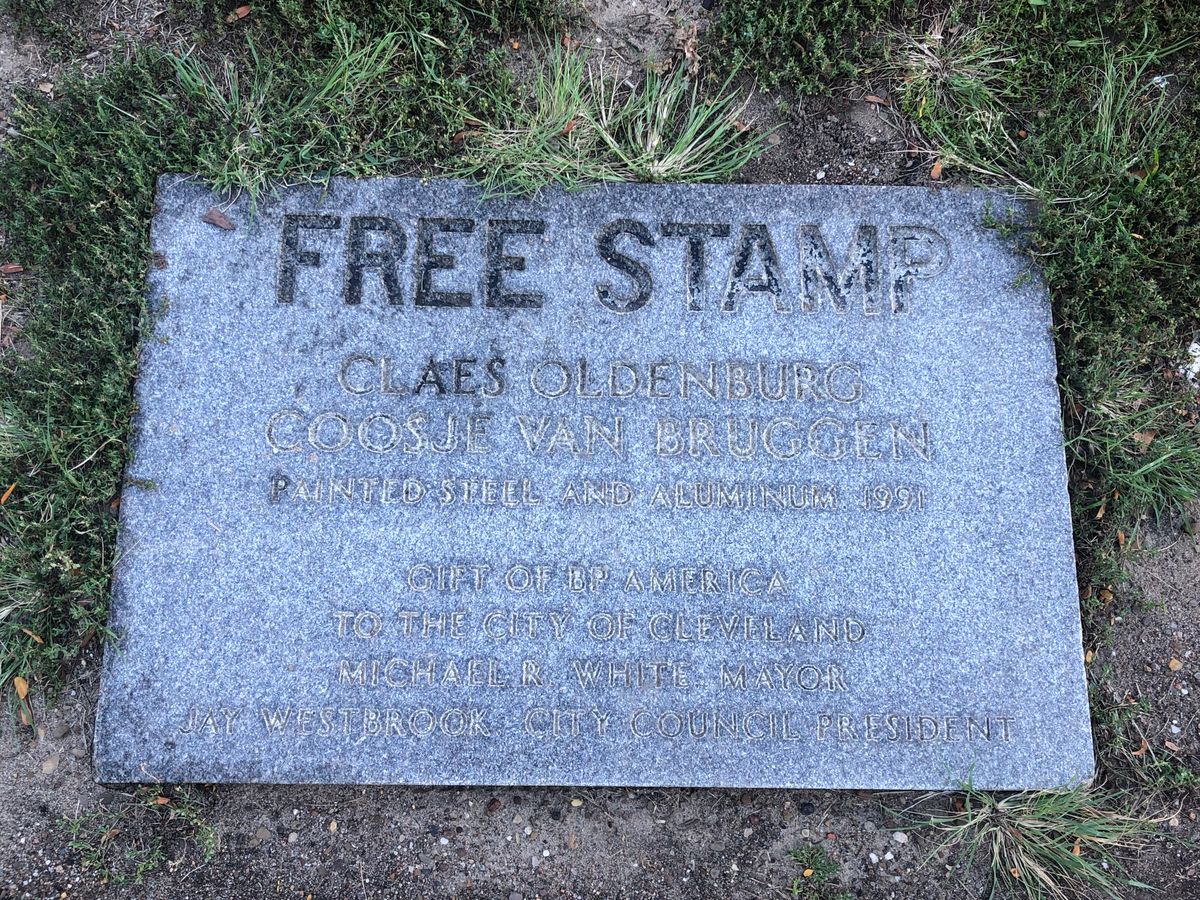 FREE STAMP
CLAES OLDENBURG
COOSJE VAN BRUGGEN
PAINTED STEEL AND ALUMINUM 1991
GIFT OF BP AMERICA
TO THE CITY OF CLEVELAND
MICHAEL R. WHITE, MAYOR
JAY WESTBROOK, CITY COUNCIL PRESIDENT